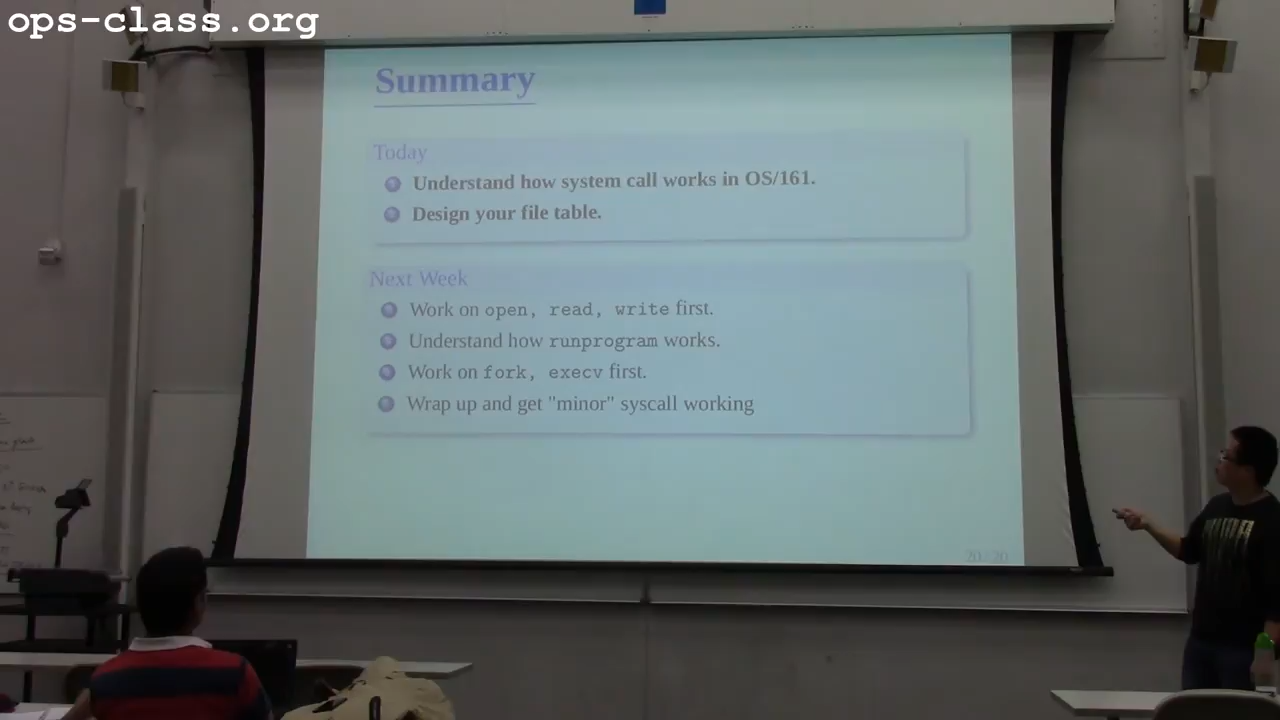 ops-class.org
Summary
Today
Understand how system call works in OS/161.
Design your file table.
Next Week
Work on open, read, write first.
Understand how runprogram works.
Work on fork, execv first.
Wrap up and get "minor" syscall working
20 / 20